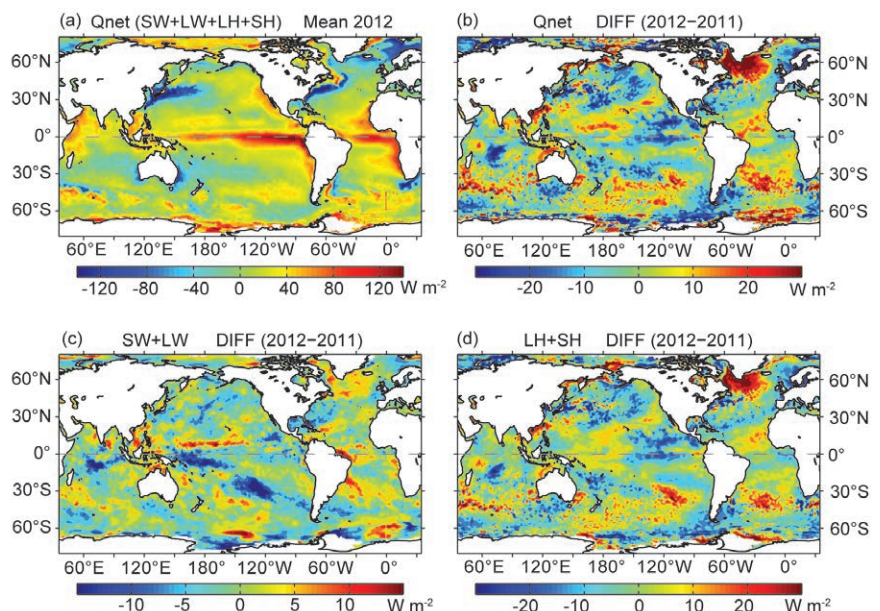 (a) Qnet (SW+LW+LH+SH) Mean 2012
60°N
30°N
0°
30°S
60°S
60°E 120°E 180° 120°W 60°W 0°
-120 -80 -40 0 40 80 120 W m-2
(b) Qnet DIFF (2012−2011)
60°N
30°N
0°
30°S
60°S
60°E 120°E 180° 120°W 60°W 0°
-20 -10 0 10 20 W m-2
(c) SW+LW DIFF (2012−2011)
60°N
30°N
0°
30°S
60°S
60°E 120°E 180° 120°W 60°W 0°
-10 -5 0 5 10 W m-2
(d) LH+SH DIFF (2012−2011)
60°N
30°N
0°
30°S
60°S
60°E 120°E 180° 120°W 60°W 0°
-20 -10 0 10 20 W m-2